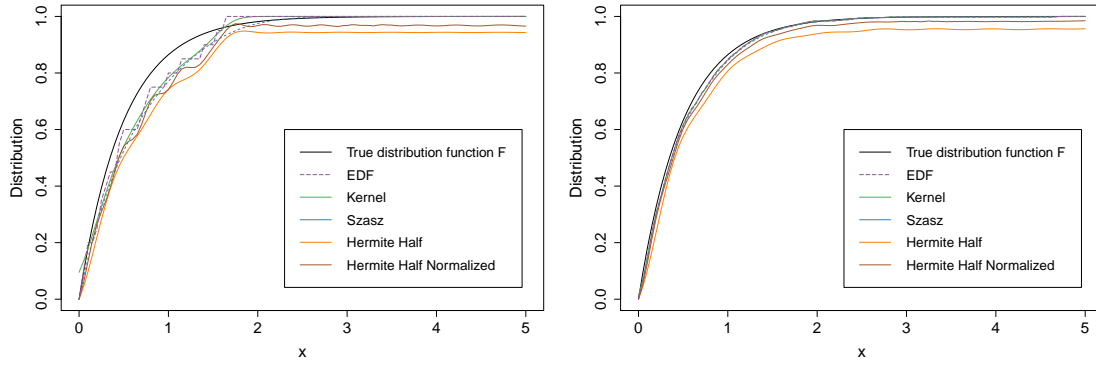 Distribution
1.0
0.8
0.6
0.4
0.2
0.0
True distribution function F
EDF
Kernel
Szasz
Hermite Half
Hermite Half Normalized
0 1 2 3 4 5
x
Distribution
1.0
0.8
0.6
0.4
0.2
0.0
True distribution function F
EDF
Kernel
Szasz
Hermite Half
Hermite Half Normalized
0 1 2 3 4 5
x